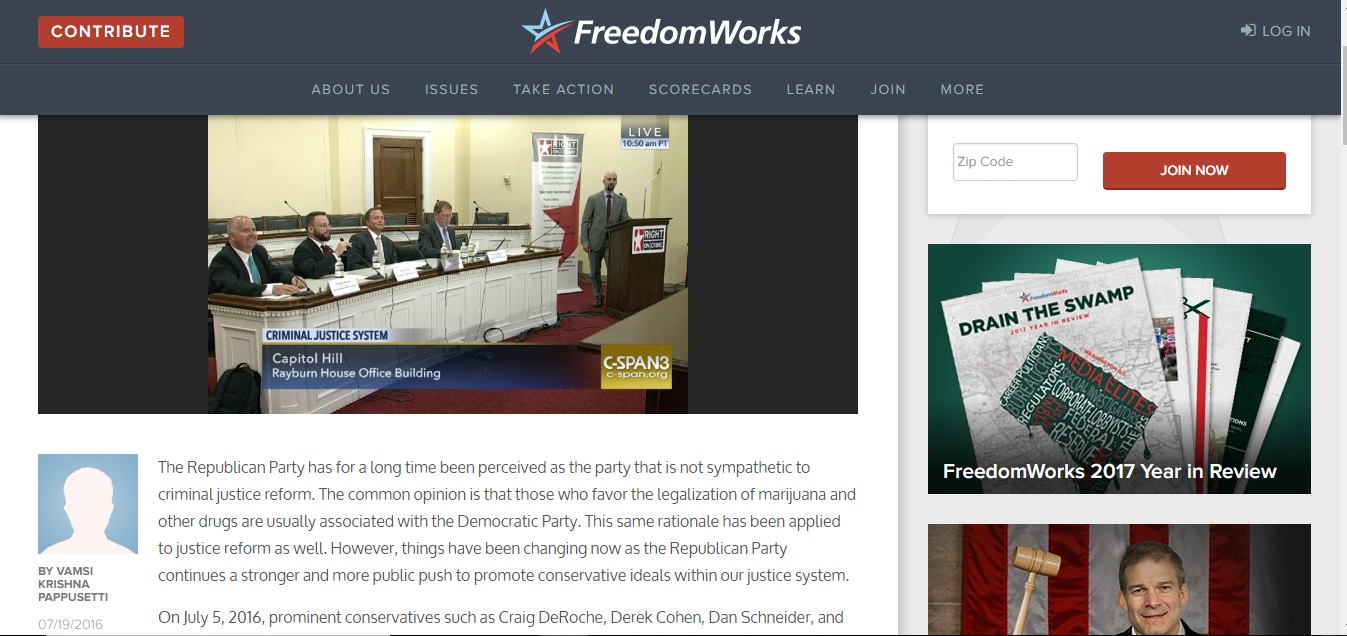 CONTRIBUTE
FreedomWorks
LOG IN
ABOUT US
ISSUES
TAKE ACTION
SCORECARDS
LEARN
JOIN
MORE
LIVE
10:50 am PT
RIGHT
ON CRIME
RIGHT
ON CRIME
CRIMINAL JUSTICE SYSTEM
Capitol Hill
Rayburn House Office Building
C-SPAN3
c-span.org
Zip Code
JOIN NOW
FreedomWorks
DRAIN THE SWAMP
2017 YEAR IN REVIEW
CAREER POLITICIANS
REGULATORS
MEDIA ELITES
CORPORATE LOBBYISTS
FEDERAL
RESERVE
FreedomWorks 2017 Year in Review
The Republican Party has for a long time been perceived as the party that is not sympathetic to
criminal justice reform. The common opinion is that those who favor the legalization of marijuana and
other drugs are usually associated with the Democratic Party. This same rationale has been applied
to justice reform as well. However, things have been changing now as the Republican Party
continues a stronger and more public push to promote conservative ideals within our justice system.
BY VAMSI
KRISHNA
PAPPUSETTI
07/19/2016
On July 5, 2016, prominent conservatives such as Craig DeRoche, Derek Cohen, Dan Schneider, and